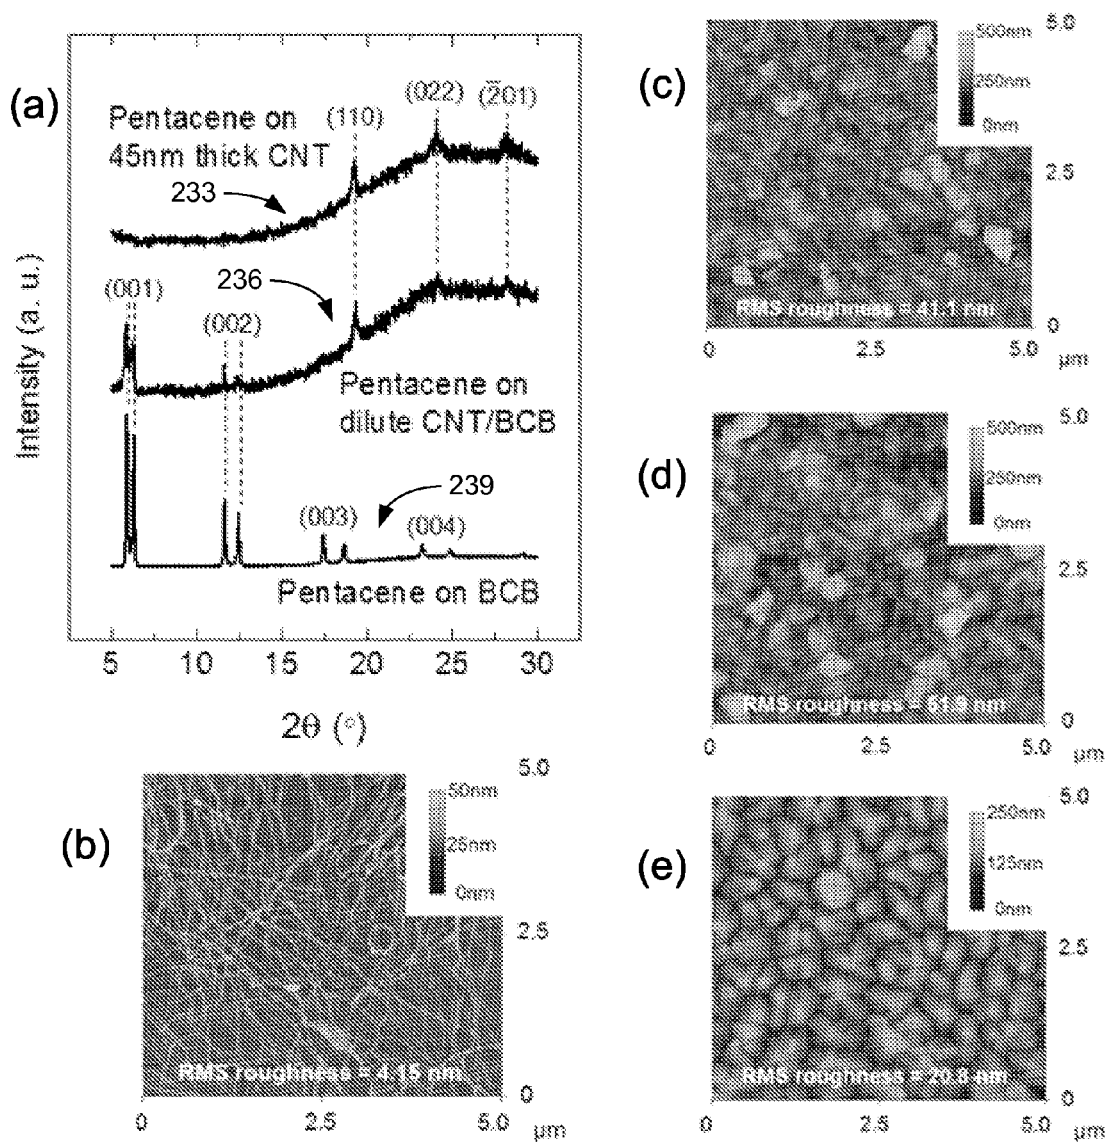 (a)
Pentacene on
45nm thick CNT
(110)
(022)
(2̅01)
233
(001)
(002)
236
Pentacene on
dilute CNT/BCB
239
(003)
(004)
Pentacene on BCB
Intensity (a. u.)
5 10 15 20 25 30
2θ (°)
(b)
50nm
25nm
0nm
5.0
2.5
0
RMS roughness = 4.15 nm
0 2.5 5.0 μm
(c)
500nm
250nm
0nm
5.0
2.5
0
RMS roughness = 41.1 nm
0 2.5 5.0 μm
(d)
500nm
250nm
0nm
5.0
2.5
0
RMS roughness = 61.9 nm
0 2.5 5.0 μm
(e)
250nm
125nm
0nm
5.0
2.5
0
RMS roughness = 20.8 nm
0 2.5 5.0 μm